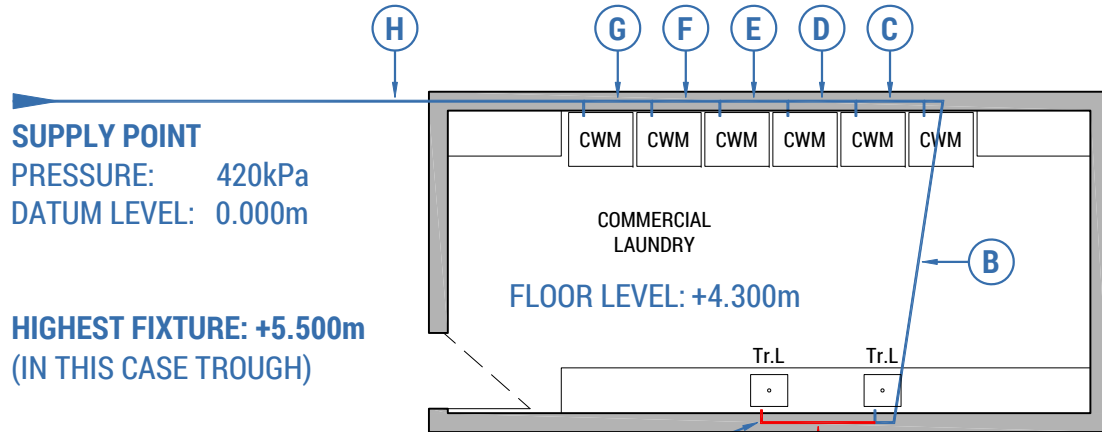 H G F E D C
SUPPLY POINT
PRESSURE: 420kPa
DATUM LEVEL: 0.000m
CWM CWM CWM CWM CWM CWM
COMMERCIAL
LAUNDRY
B
FLOOR LEVEL: +4.300m
HIGHEST FIXTURE: +5.500m
(IN THIS CASE TROUGH)
Tr.L Tr.L